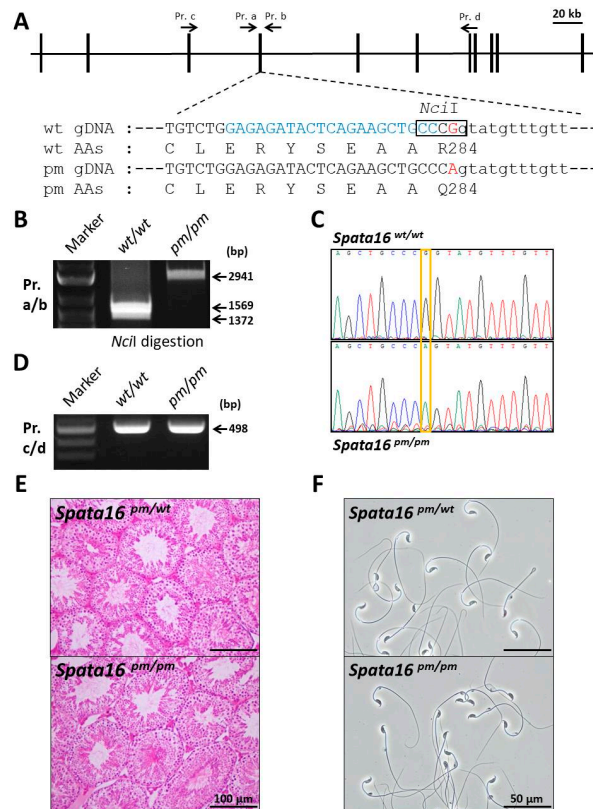 A
Pr. c
Pr. a
Pr. b
Pr. d
20 kb
NciI
wt gDNA :---TGTCTGGAGAGATACTCAGAAGCTGCCCGgtatgtttgtt---
wt AAs : C L E R Y S E A A R284
pm gDNA :---TGTCTGGAGAGATACTCAGAAGCTGCCCAgtatgtttgtt---
pm AAs : C L E R Y S E A A Q284
B
Marker
wt/wt
pm/pm
(bp)
Pr.
a/b
2941
1569
1372
NciI digestion
C
Spata16 wt/wt
A G C T G C C C G G T A T G T T T G T T
A G C T G C C C A G T A T G T T T G T T
Spata16 pm/pm
D
Marker
wt/wt
pm/pm
(bp)
Pr.
c/d
498
E
Spata16 pm/wt
Spata16 pm/pm
100 µm
F
Spata16 pm/wt
Spata16 pm/pm
50 µm